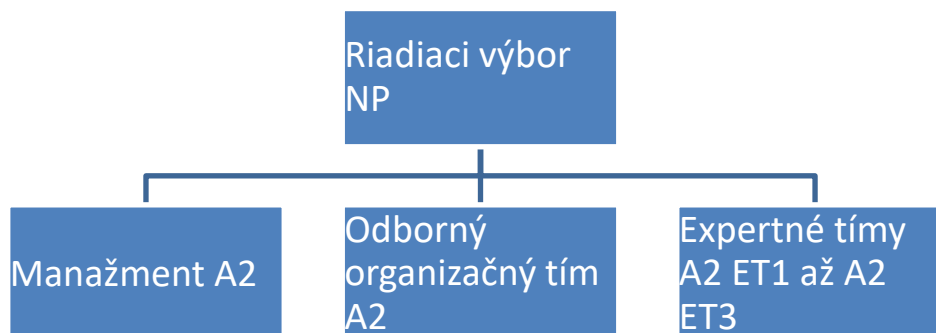 Riadiaci výbor
NP
Manažment A2
Odborný
organizačný tím
A2
Expertné tímy
A2 ET1 až A2
ET3